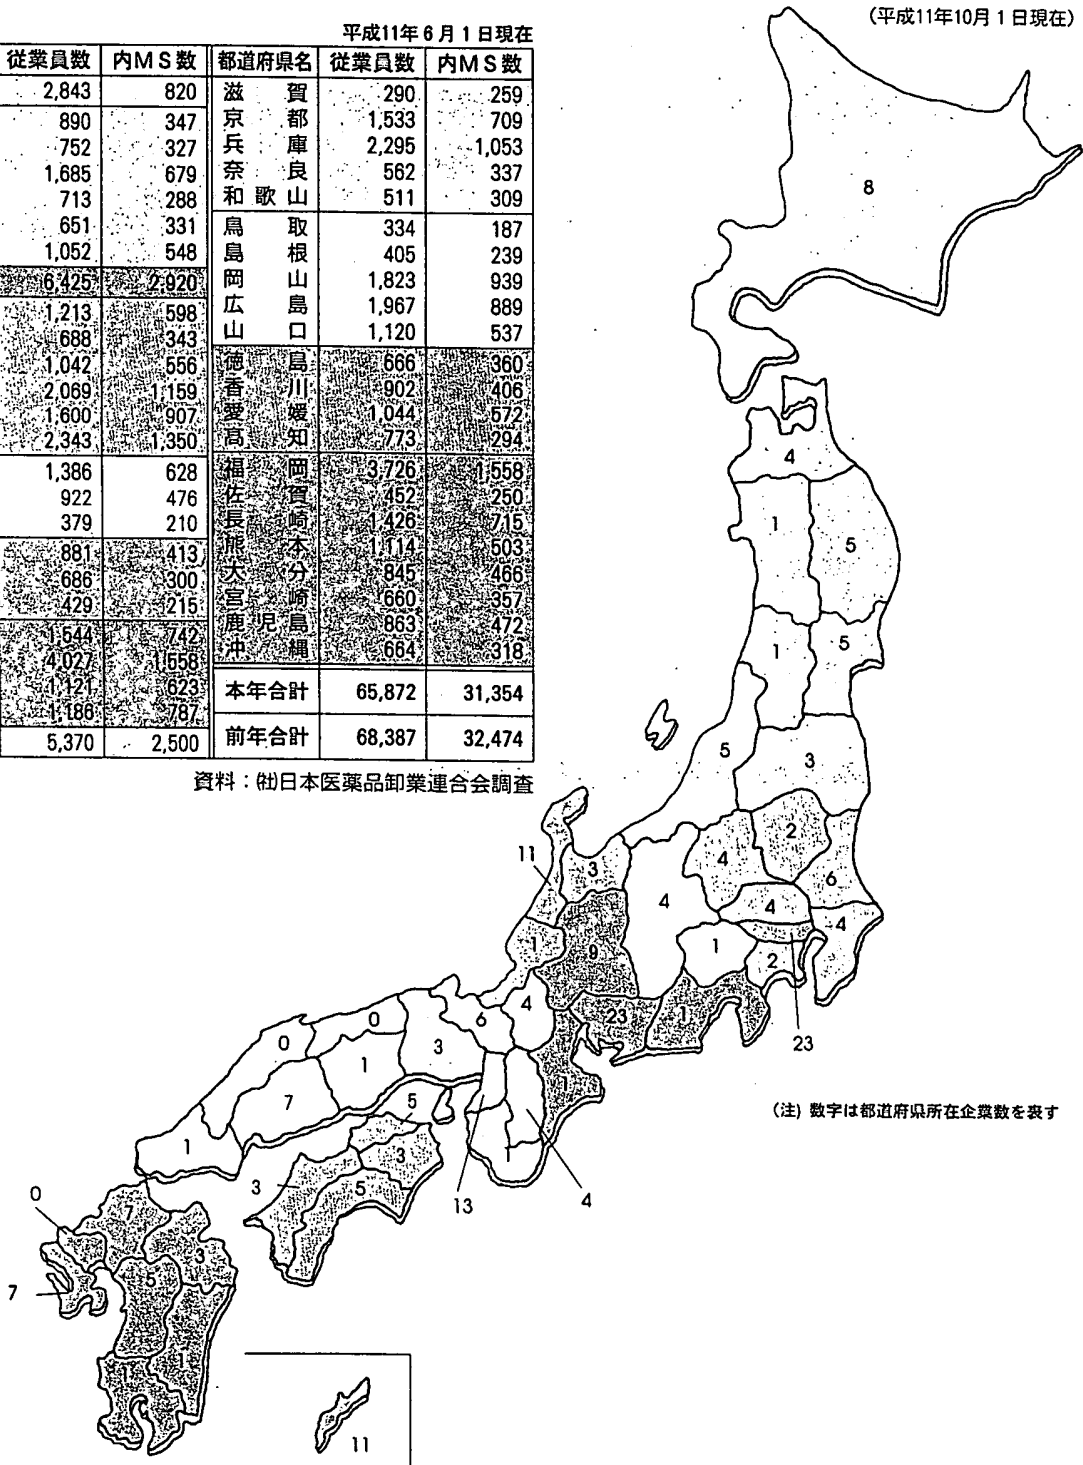 (平成11年10月1日現在)
平成11年6月1日現在
従業員数 内MS数 都道府県名 従業員数 内MS数
2,843 820 滋賀 290 259
890 347 京都 1,533 709
752 327 兵庫 2,295 1,053
1,685 679 奈良 562 337
713 288 和歌山 511 309
651 331 鳥取 334 187
1,052 548 島根 405 239
6,425 2,920 岡山 1,823 939
1,213 598 広島 1,967 889
688 343 山口 1,120 537
1,042 556 徳島 666 360
2,069 1,159 香川 902 406
1,600 907 愛媛 1,044 572
2,343 1,350 高知 773 294
1,386 628 福岡 3,726 1,558
922 476 佐賀 452 250
379 210 長崎 1,426 715
881 413 熊本 1,114 503
686 300 大分 845 466
429 215 宮崎 660 357
1,544 742 鹿児島 863 472
4,027 1,558 沖縄 664 318
1,121 623 本年合計 65,872 31,354
1,186 787
5,370 2,500 前年合計 68,387 32,474
資料：㈳日本医薬品卸業連合会調査
8
4
1
5
1
5
5
3
2
11
3
4
6
4
4
4
1
9
1
2
23
4
6
0
23
1
0
3
1
23
7
5
1
(注) 数字は都道府県所在企業数を表す
1
3
1
3
5
0
13
4
7
3
5
7
1
1
11